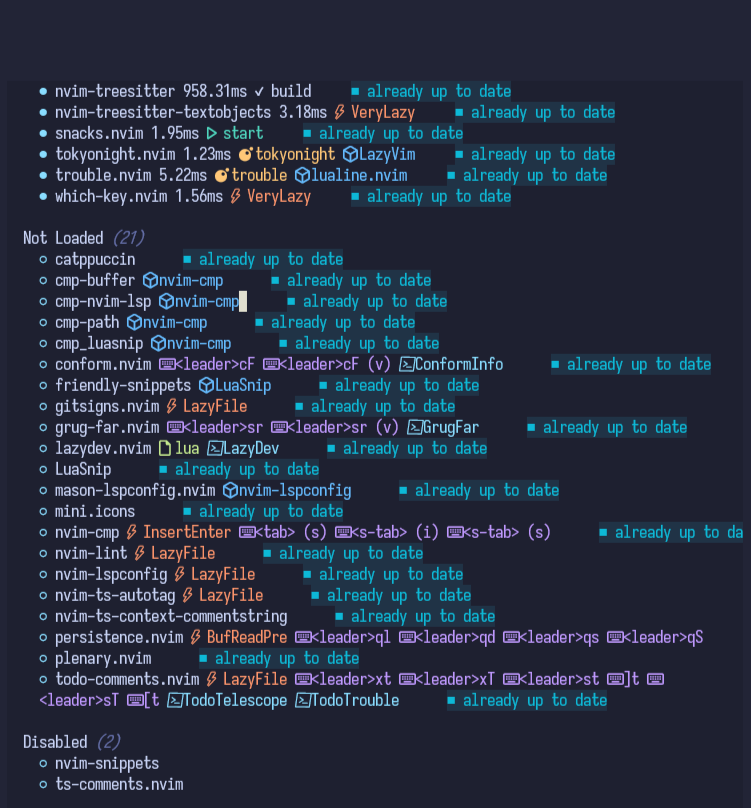 ● nvim-treesitter 958.31ms ✓ build ■ already up to date
● nvim-treesitter-textobjects 3.18ms VeryLazy ■ already up to date
● snacks.nvim 1.95ms start ■ already up to date
● tokyonight.nvim 1.23ms tokyonight LazyVim ■ already up to date
● trouble.nvim 5.22ms trouble lualine.nvim ■ already up to date
● which-key.nvim 1.56ms VeryLazy ■ already up to date
Not Loaded (21)
○ catppuccin ■ already up to date
○ cmp-buffer nvim-cmp ■ already up to date
○ cmp-nvim-lsp nvim-cmp ■ already up to date
○ cmp-path nvim-cmp ■ already up to date
○ cmp_luasnip nvim-cmp ■ already up to date
○ conform.nvim <leader>cF <leader>cF (v) ConformInfo ■ already up to date
○ friendly-snippets LuaSnip ■ already up to date
○ gitsigns.nvim LazyFile ■ already up to date
○ grug-far.nvim <leader>sr <leader>sr (v) GrugFar ■ already up to date
○ lazydev.nvim lua LazyDev ■ already up to date
○ LuaSnip ■ already up to date
○ mason-lspconfig.nvim nvim-lspconfig ■ already up to date
○ mini.icons ■ already up to date
○ nvim-cmp InsertEnter <tab> (s) <s-tab> (i) <s-tab> (s) ■ already up to da
○ nvim-lint LazyFile ■ already up to date
○ nvim-lspconfig LazyFile ■ already up to date
○ nvim-ts-autotag LazyFile ■ already up to date
○ nvim-ts-context-commentstring ■ already up to date
○ persistence.nvim BufReadPre <leader>ql <leader>qd <leader>qs <leader>qS
○ plenary.nvim ■ already up to date
○ todo-comments.nvim LazyFile <leader>xt <leader>xT <leader>st ]t
<leader>sT [t TodoTelescope TodoTrouble ■ already up to date
Disabled (2)
○ nvim-snippets
○ ts-comments.nvim